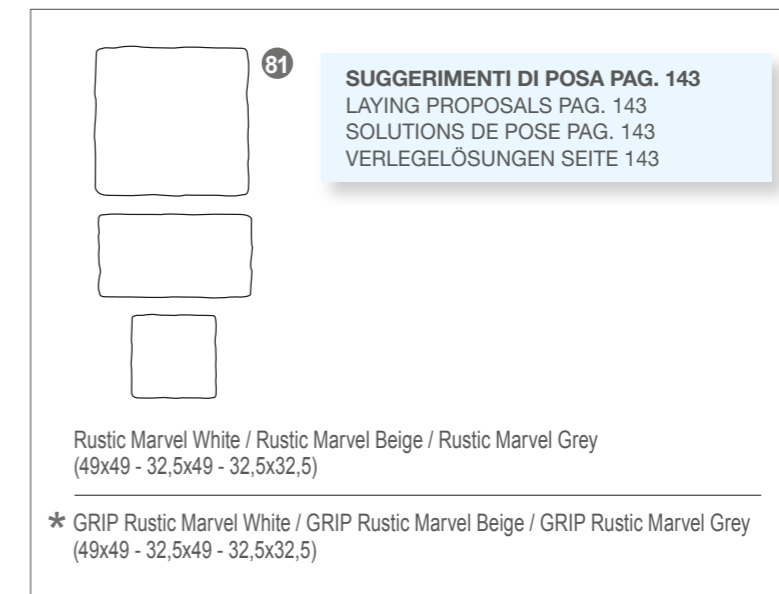 81
SUGGERIMENTI DI POSA PAG. 143
LAYING PROPOSALS PAG. 143
SOLUTIONS DE POSE PAG. 143
VERLEGELÖSUNGEN SEITE 143
Rustic Marvel White / Rustic Marvel Beige / Rustic Marvel Grey
(49x49 - 32,5x49 - 32,5x32,5)
* GRIP Rustic Marvel White / GRIP Rustic Marvel Beige / GRIP Rustic Marvel Grey
(49x49 - 32,5x49 - 32,5x32,5)